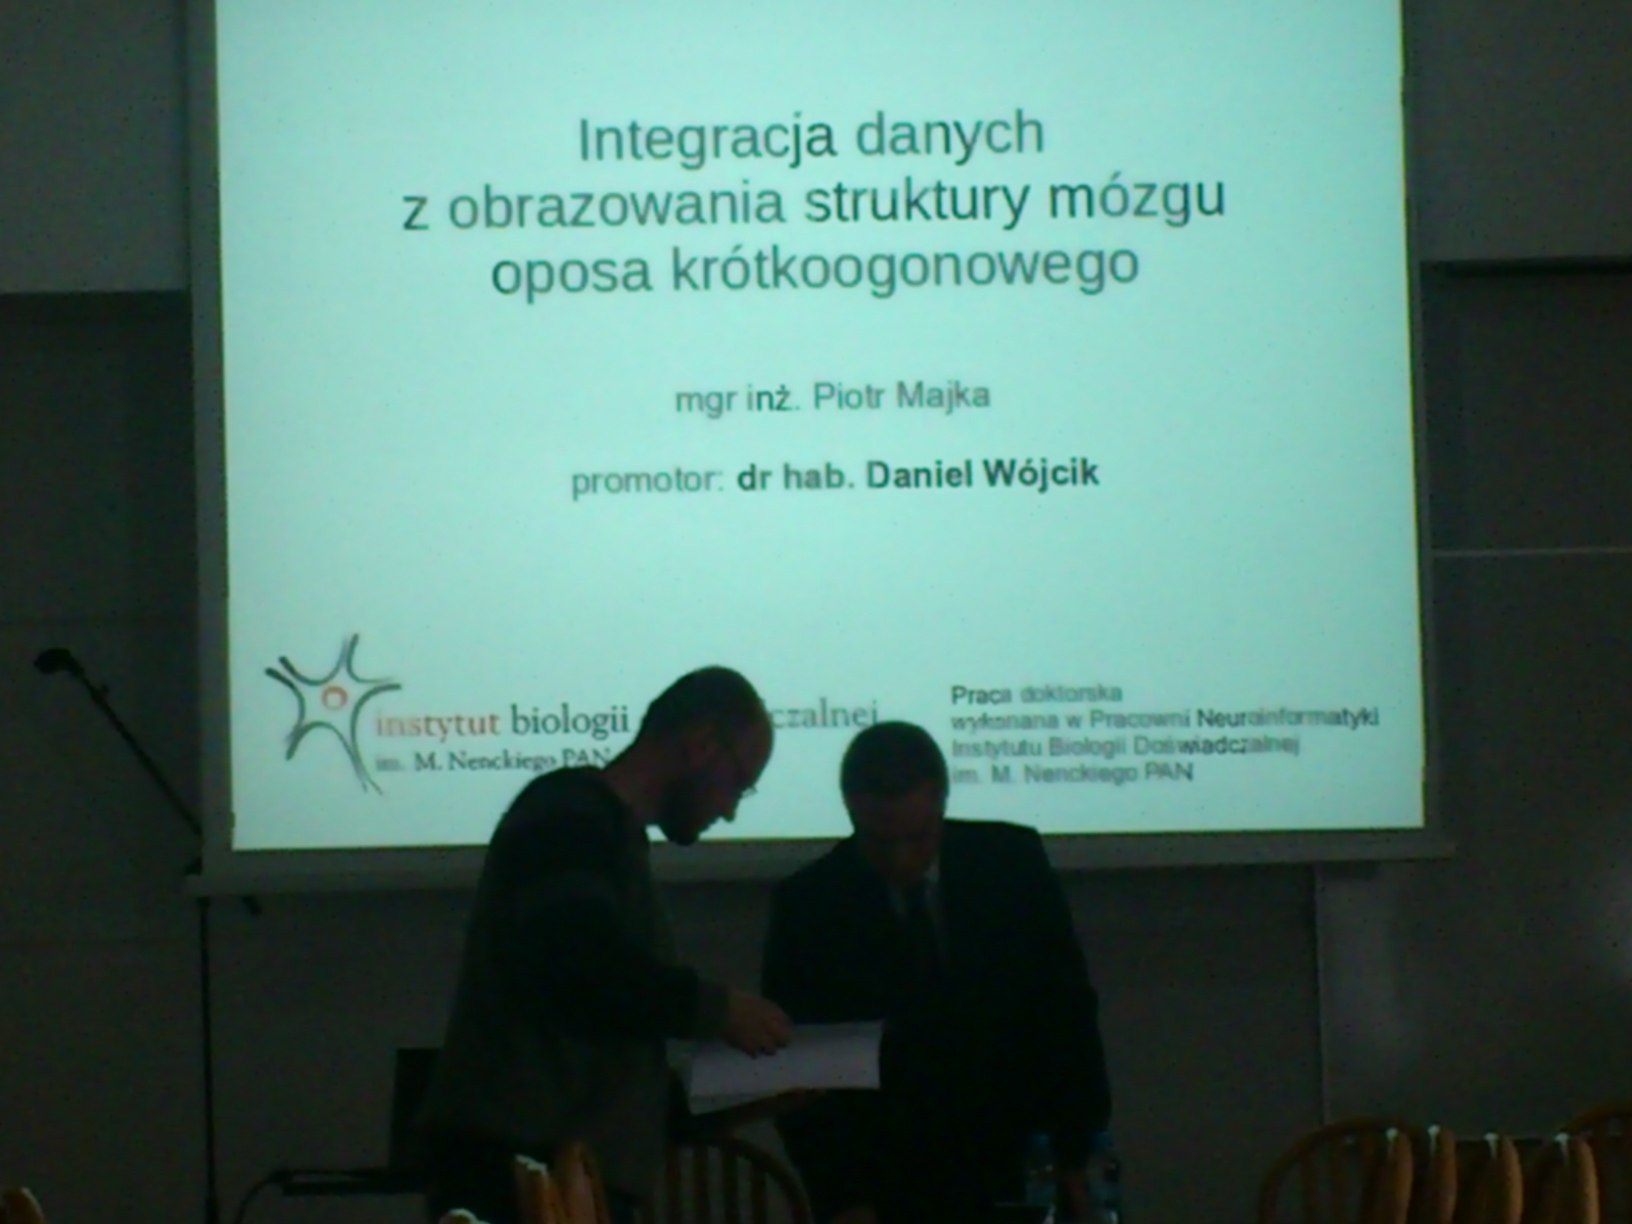 Integracja danych
z obrazowania struktury mózgu
oposa krótkoogonowego
mgr inż. Piotr Majka
promotor: dr hab. Daniel Wójcik
instytut biologii czalnej
im. M. Nenckiego PAN
Praca doktorska
wykonana w Pracowni Neuroinformatyki
Instytutu Biologii Doświadczalnej
im. M. Nenckiego PAN